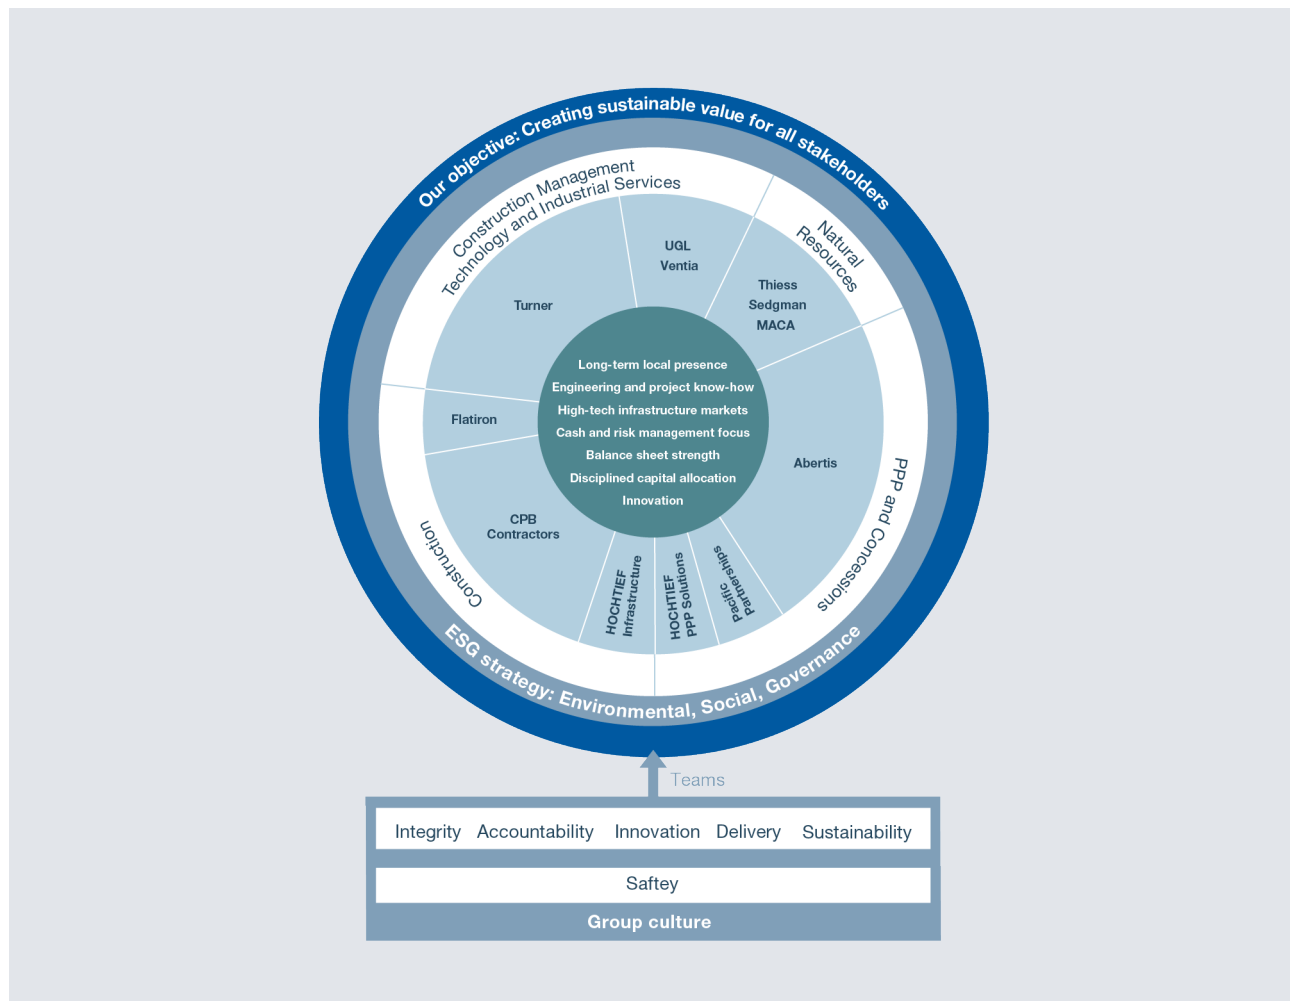 Our objective: Creating sustainable value for all stakeholders
Construction Management
Technology and Industrial Services
Natural
Resources
UGL
Ventia
Thiess
Sedgman
MACA
Turner
Long-term local presence
Engineering and project know-how
High-tech infrastructure markets
Cash and risk management focus
Balance sheet strength
Disciplined capital allocation
Innovation
Flatiron
Abertis
PPP and Concessions
CPB
Contractors
Construction
HOCHTIEF
Infrastructure
HOCHTIEF
PPP Solutions
Pacific
Partnerships
ESG strategy: Environmental, Social, Governance
Teams
Integrity Accountability Innovation Delivery Sustainability
Saftey
Group culture